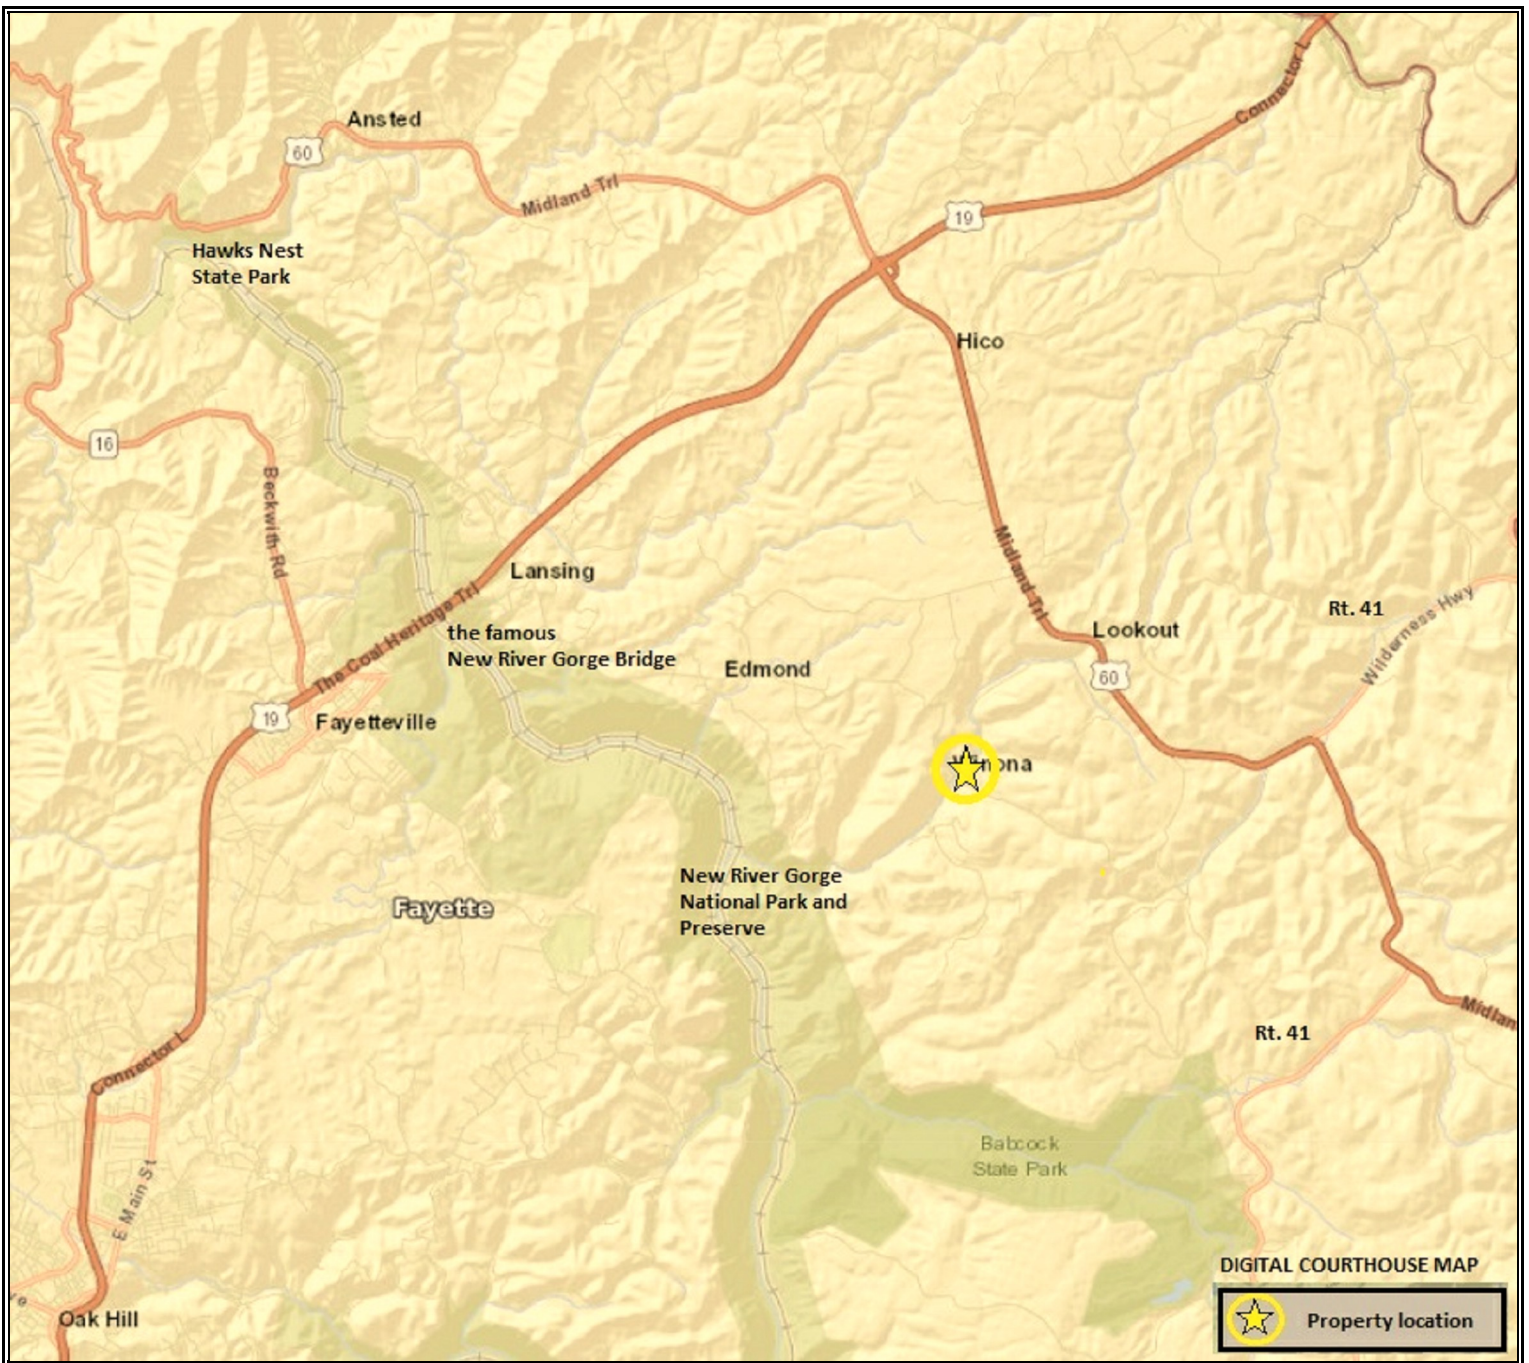 Connector L
Ansted
60
Midland Trl
19
Hawks Nest
State Park
Hico
16
Beckwith Rd
Midland Trl
Lansing
The Coal Heritage Trl
the famous
New River Gorge Bridge
Edmond
Lookout
Rt. 41
Wilderness Hwy
60
19
Fayetteville
Winona
New River Gorge
National Park and
Preserve
Fayette
Midlan
Rt. 41
Connector L
Babcock
State Park
E Main St
DIGITAL COURTHOUSE MAP
Property location
Oak Hill